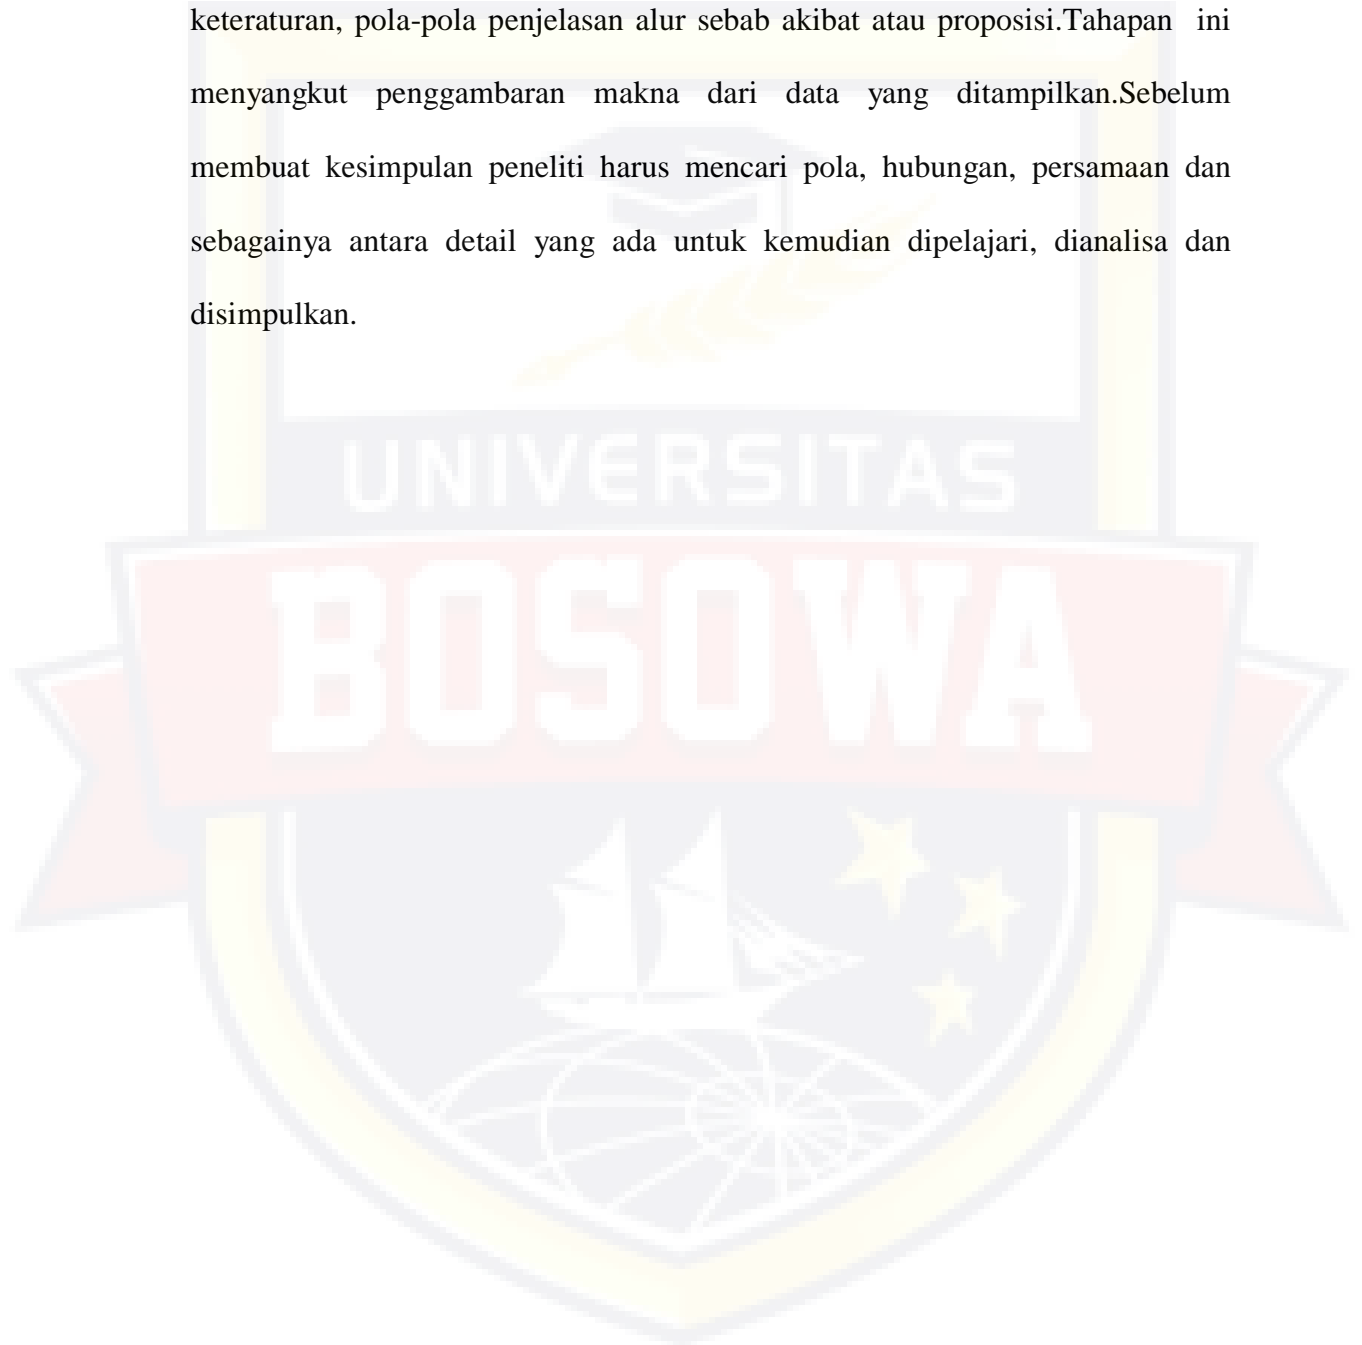 keteraturan, pola-pola penjelasan alur sebab akibat atau proposisi.Tahapan ini
menyangkut penggambaran makna dari data yang ditampilkan.Sebelum
membuat kesimpulan peneliti harus mencari pola, hubungan, persamaan dan
sebagainya antara detail yang ada untuk kemudian dipelajari, dianalisa dan
disimpulkan.
UNIVERSITAS
BOSOWA